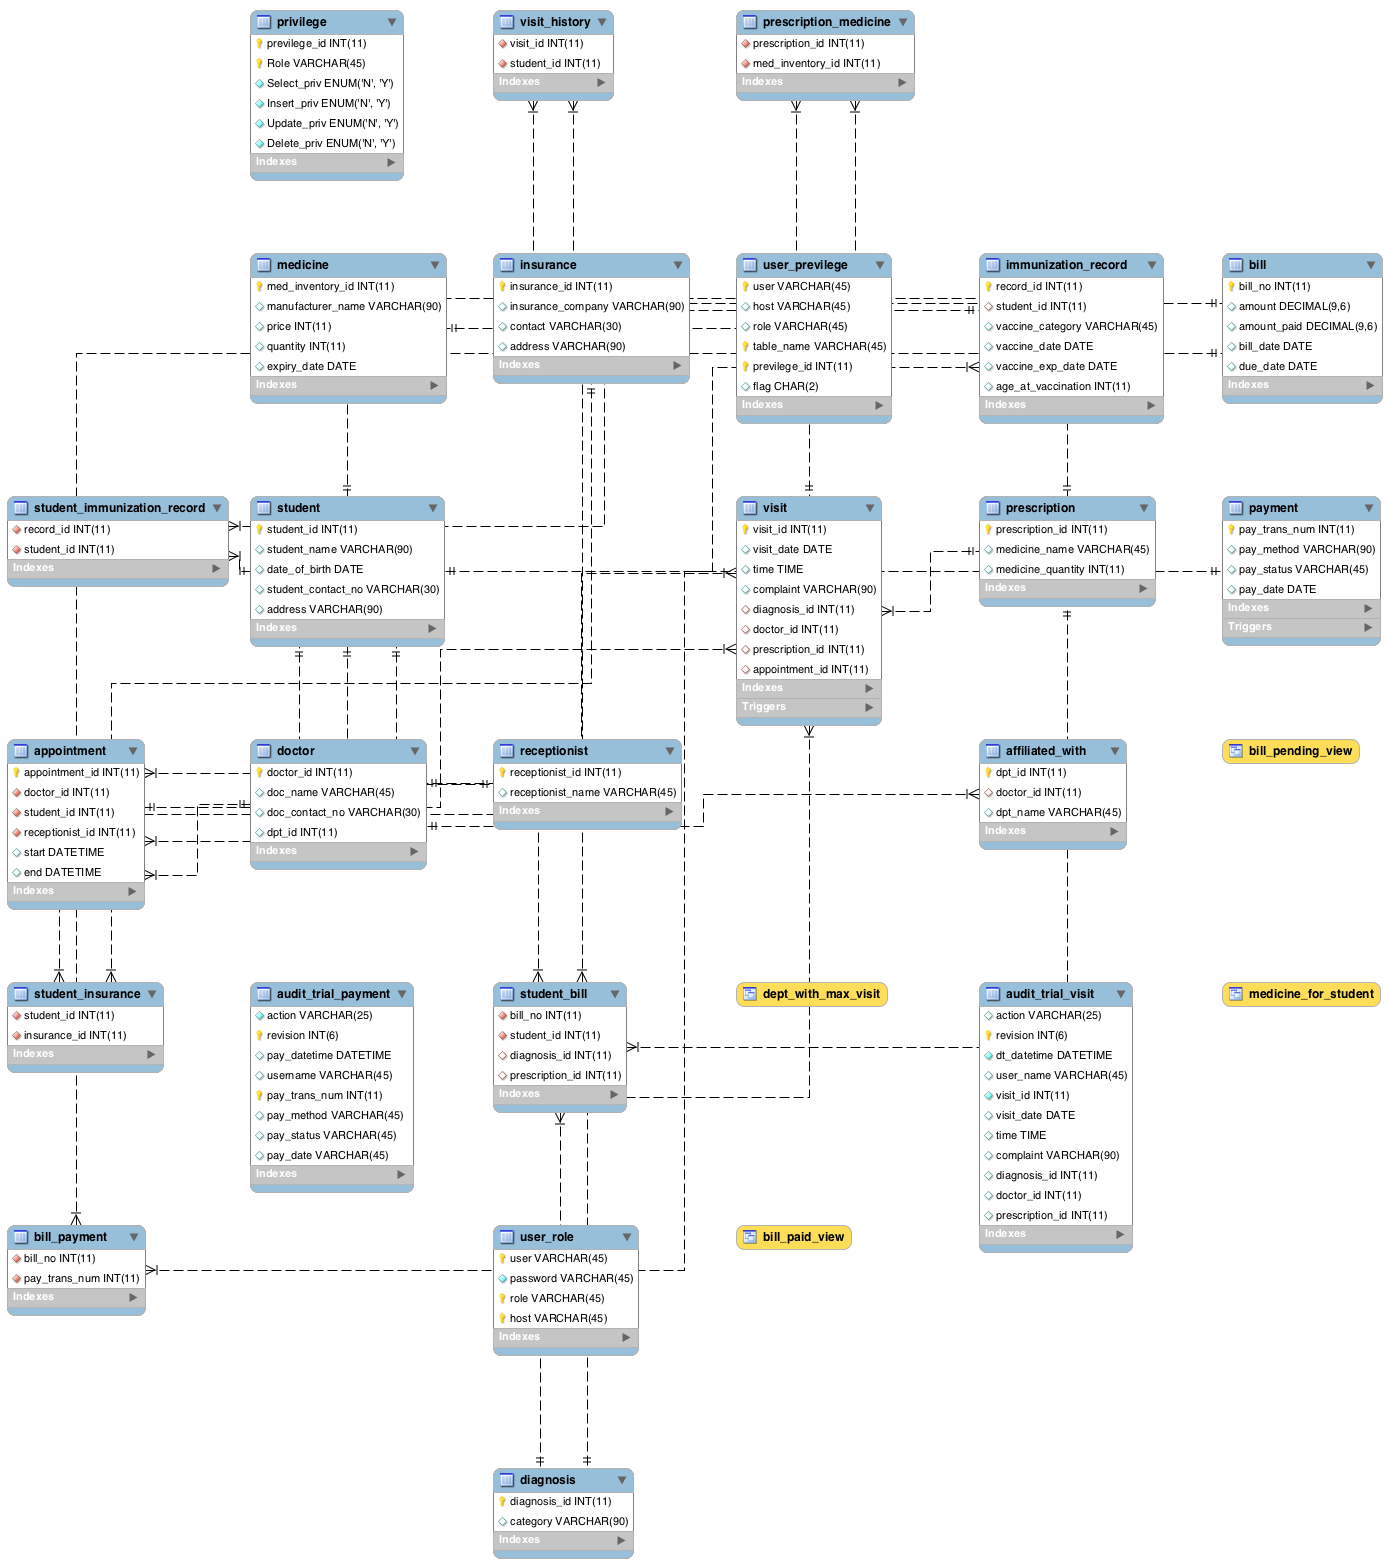 privilege
previlege_id INT(11)
Role VARCHAR(45)
Select_priv ENUM('N', 'Y')
Insert_priv ENUM('N', 'Y')
Update_priv ENUM('N', 'Y')
Delete_priv ENUM('N', 'Y')
Indexes
visit_history
visit_id INT(11)
student_id INT(11)
Indexes
prescription_medicine
prescription_id INT(11)
med_inventory_id INT(11)
Indexes
medicine
med_inventory_id INT(11)
manufacturer_name VARCHAR(90)
price INT(11)
quantity INT(11)
expiry_date DATE
Indexes
insurance
insurance_id INT(11)
insurance_company VARCHAR(90)
contact VARCHAR(30)
address VARCHAR(90)
Indexes
user_previlege
user VARCHAR(45)
host VARCHAR(45)
role VARCHAR(45)
table_name VARCHAR(45)
previlege_id INT(11)
flag CHAR(2)
Indexes
immunization_record
record_id INT(11)
student_id INT(11)
vaccine_category VARCHAR(45)
vaccine_date DATE
vaccine_exp_date DATE
age_at_vaccination INT(11)
Indexes
bill
bill_no INT(11)
amount DECIMAL(9,6)
amount_paid DECIMAL(9,6)
bill_date DATE
due_date DATE
Indexes
student_immunization_record
record_id INT(11)
student_id INT(11)
Indexes
student
student_id INT(11)
student_name VARCHAR(90)
date_of_birth DATE
student_contact_no VARCHAR(30)
address VARCHAR(90)
Indexes
visit
visit_id INT(11)
visit_date DATE
time TIME
complaint VARCHAR(90)
diagnosis_id INT(11)
doctor_id INT(11)
prescription_id INT(11)
appointment_id INT(11)
Indexes
Triggers
prescription
prescription_id INT(11)
medicine_name VARCHAR(45)
medicine_quantity INT(11)
Indexes
payment
pay_trans_num INT(11)
pay_method VARCHAR(90)
pay_status VARCHAR(45)
pay_date DATE
Indexes
Triggers
appointment
appointment_id INT(11)
doctor_id INT(11)
student_id INT(11)
receptionist_id INT(11)
start DATETIME
end DATETIME
Indexes
doctor
doctor_id INT(11)
doc_name VARCHAR(45)
doc_contact_no VARCHAR(30)
dpt_id INT(11)
Indexes
receptionist
receptionist_id INT(11)
receptionist_name VARCHAR(45)
Indexes
affiliated_with
dpt_id INT(11)
doctor_id INT(11)
dpt_name VARCHAR(45)
Indexes
bill_pending_view
student_insurance
student_id INT(11)
insurance_id INT(11)
Indexes
audit_trial_payment
action VARCHAR(25)
revision INT(6)
pay_datetime DATETIME
username VARCHAR(45)
pay_trans_num INT(11)
pay_method VARCHAR(45)
pay_status VARCHAR(45)
pay_date VARCHAR(45)
Indexes
student_bill
bill_no INT(11)
student_id INT(11)
diagnosis_id INT(11)
prescription_id INT(11)
Indexes
dept_with_max_visit
audit_trial_visit
action VARCHAR(25)
revision INT(6)
dt_datetime DATETIME
user_name VARCHAR(45)
visit_id INT(11)
visit_date DATE
time TIME
complaint VARCHAR(90)
diagnosis_id INT(11)
doctor_id INT(11)
prescription_id INT(11)
Indexes
medicine_for_student
bill_payment
bill_no INT(11)
pay_trans_num INT(11)
Indexes
user_role
user VARCHAR(45)
password VARCHAR(45)
role VARCHAR(45)
host VARCHAR(45)
Indexes
bill_paid_view
diagnosis
diagnosis_id INT(11)
category VARCHAR(90)
Indexes